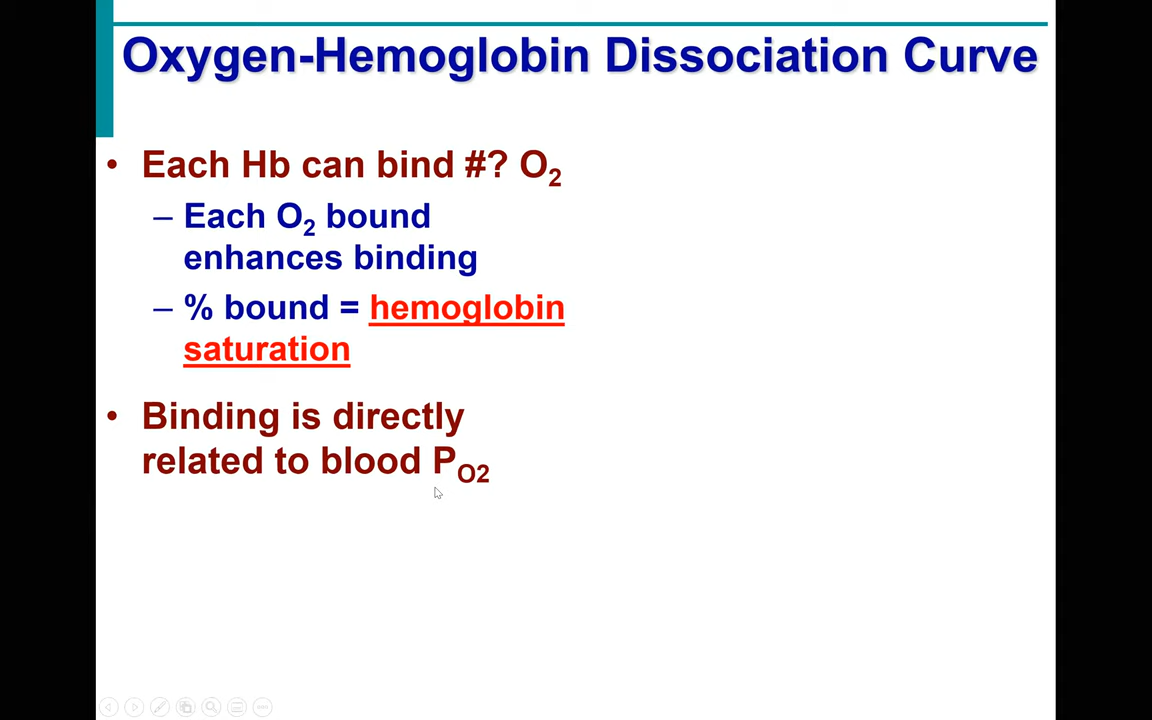 Oxygen-Hemoglobin Dissociation Curve
• Each Hb can bind #? O₂
– Each O₂ bound
enhances binding
– % bound = hemoglobin
saturation
• Binding is directly
related to blood P_O2